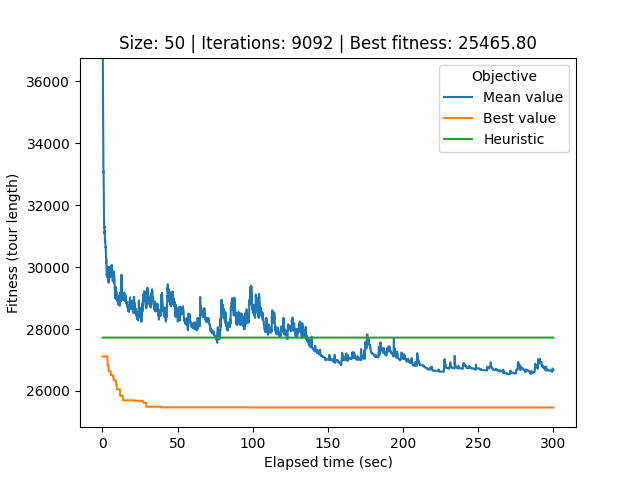 Size: 50 | Iterations: 9092 | Best fitness: 25465.80
Objective
Mean value
Best value
Heuristic
Fitness (tour length)
36000
34000
32000
30000
28000
26000
0 50 100 150 200 250 300
Elapsed time (sec)